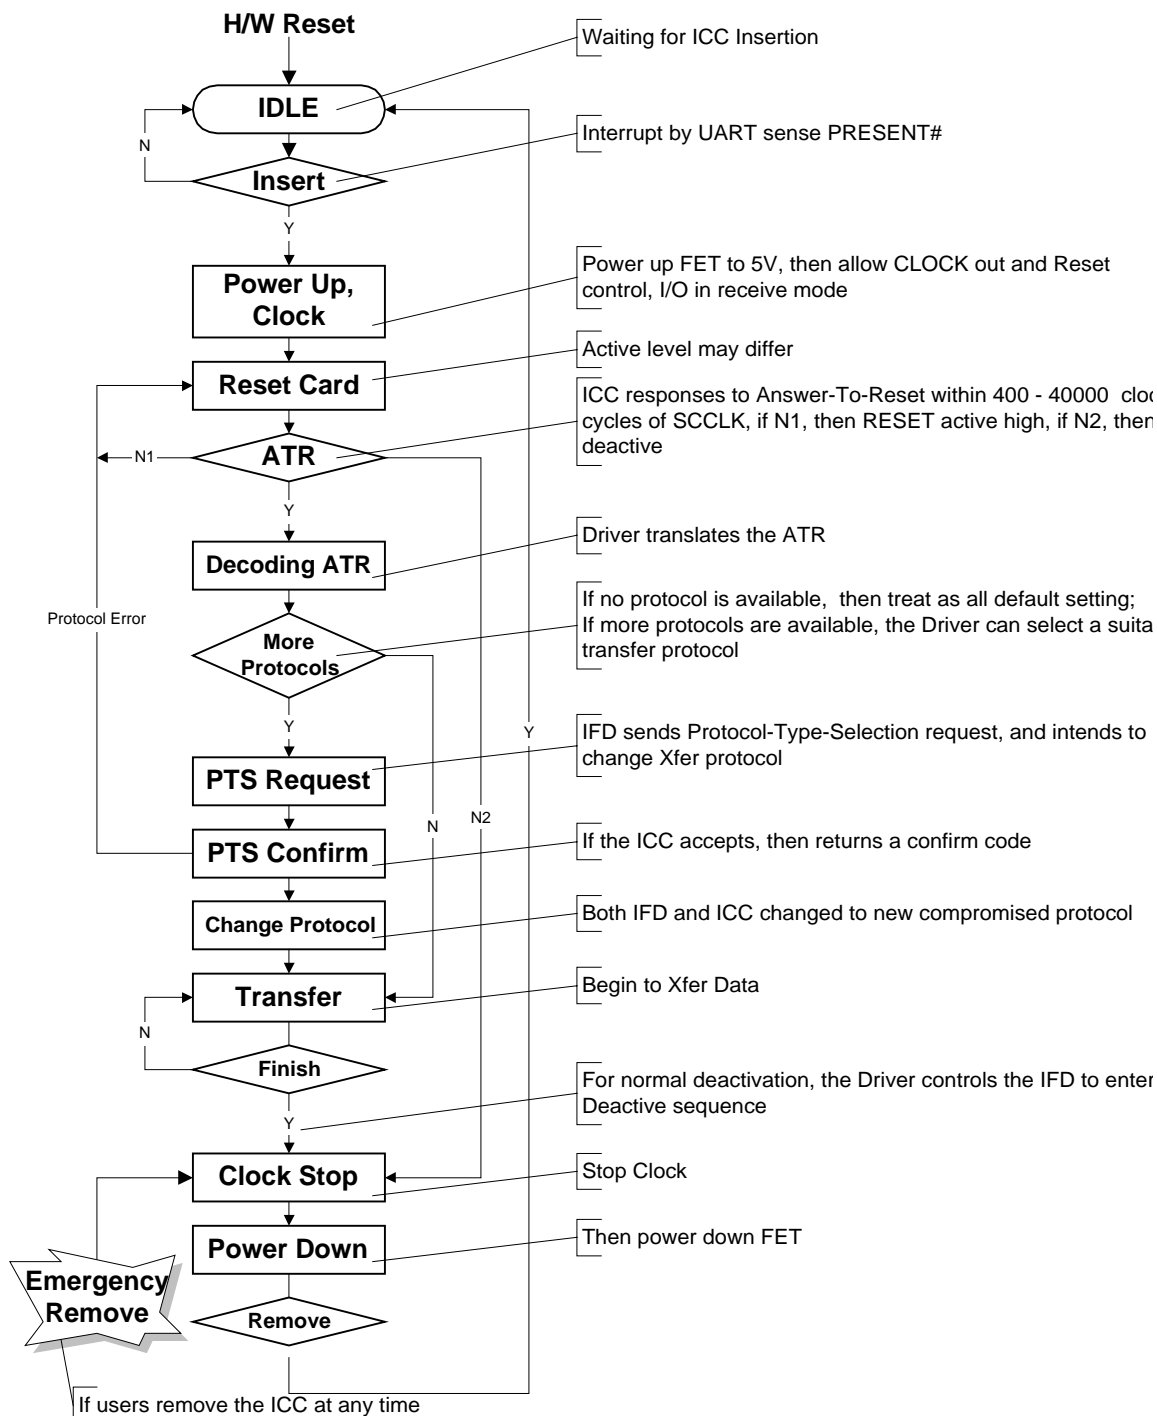 H/W Reset
Waiting for ICC Insertion
IDLE
Interrupt by UART sense PRESENT#
N
Insert
Y
Power Up,
Clock
Power up FET to 5V, then allow CLOCK out and Reset
control, I/O in receive mode
Reset Card
Active level may differ
ICC responses to Answer-To-Reset within 400 - 40000
cycles of SCCLK, if N1, then RESET active high, if N2, then
deactive
N1
ATR
Y
Decoding ATR
Driver translates the ATR
Protocol Error
More
Protocols
If no protocol is available, then treat as all default setting;
If more protocols are available, the Driver can select a
transfer protocol
Y
Y
PTS Request
IFD sends Protocol-Type-Selection request, and intends to
change Xfer protocol
N
N2
PTS Confirm
If the ICC accepts, then returns a confirm code
Change Protocol
Both IFD and ICC changed to new compromised protocol
Transfer
Begin to Xfer Data
N
Finish
Y
For normal deactivation, the Driver controls the IFD to enter
Deactive sequence
Clock Stop
Stop Clock
Power Down
Then power down FET
Emergency
Remove
Remove
If users remove the ICC at any time